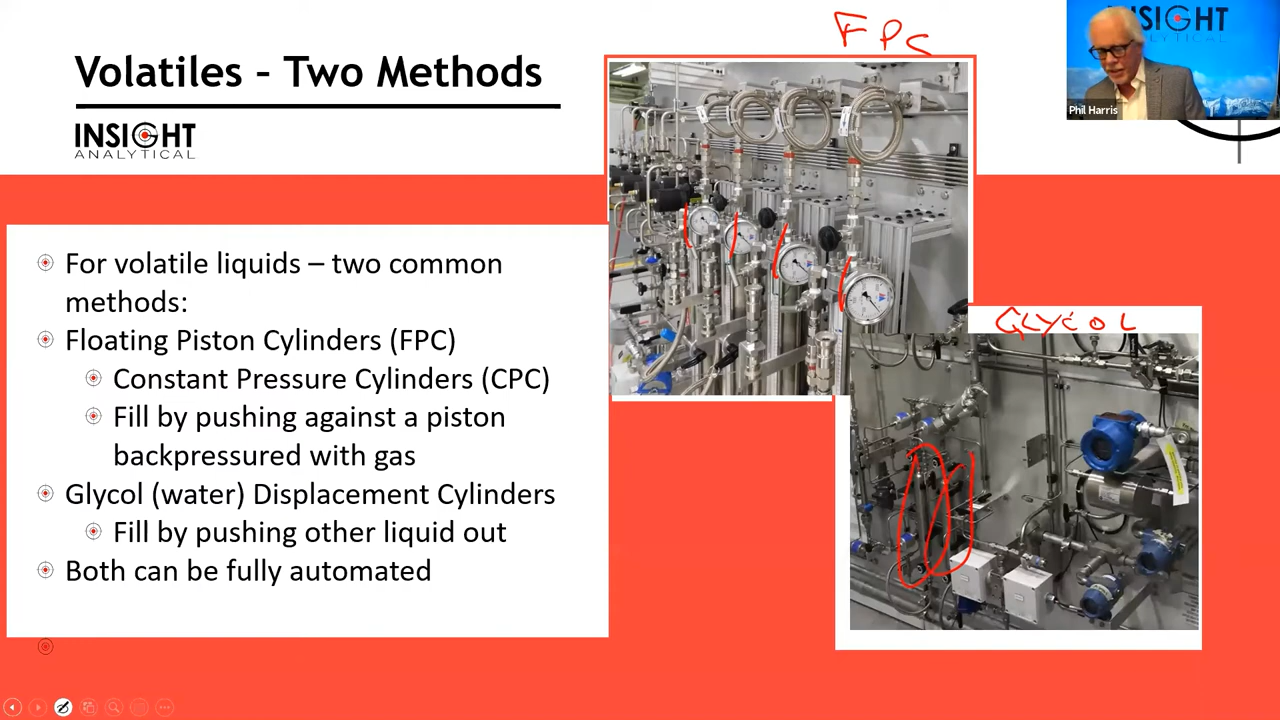 Volatiles - Two Methods
INSIGHT
ANALYTICAL
For volatile liquids – two common
methods:
Floating Piston Cylinders (FPC)
Constant Pressure Cylinders (CPC)
Fill by pushing against a piston
backpressured with gas
Glycol (water) Displacement Cylinders
Fill by pushing other liquid out
Both can be fully automated
FPC
GLYCOL
INSIGHT
ANALYTICAL
Phil Harris